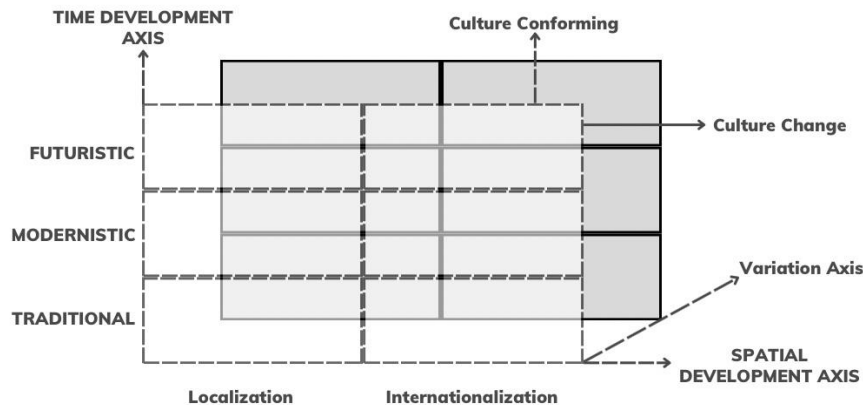 TIME DEVELOPMENT
AXIS
Culture Conforming
Culture Change
FUTURISTIC
MODERNISTIC
Variation Axis
TRADITIONAL
SPATIAL
DEVELOPMENT AXIS
Localization
Internationalization